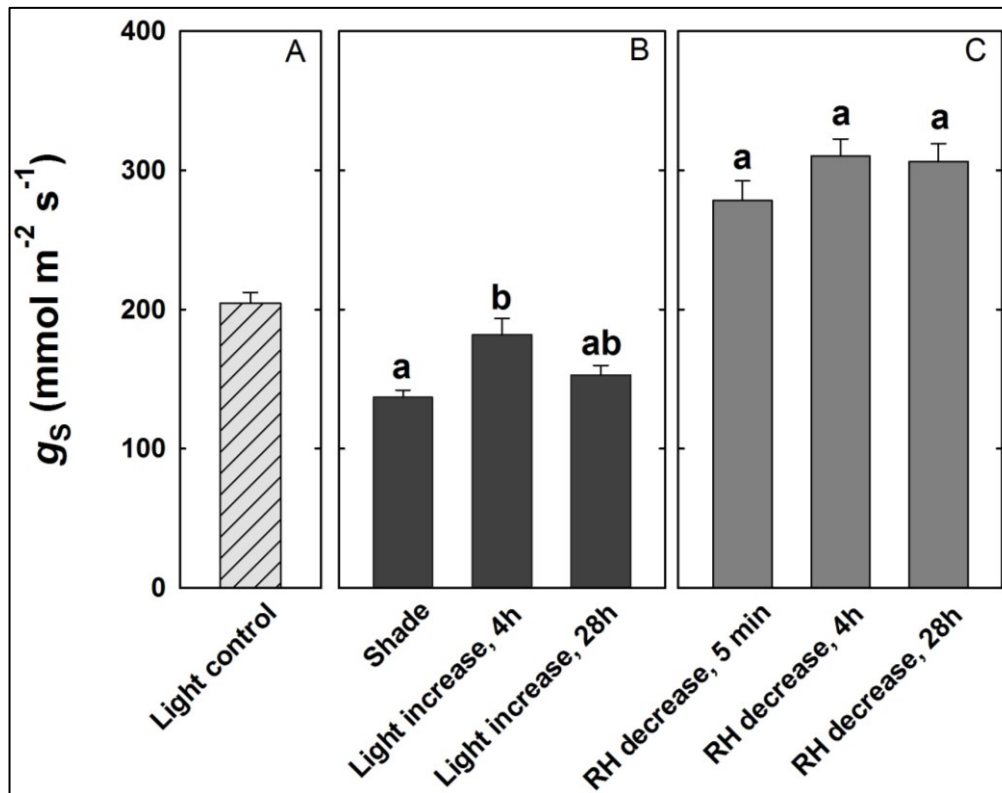 400
300
200
100
0
gS (mmol m-2 s-1)
A
B
C
a
b
ab
a
a
a
Light control
Shade
Light increase, 4h
Light increase, 28h
RH decrease, 5 min
RH decrease, 4h
RH decrease, 28h